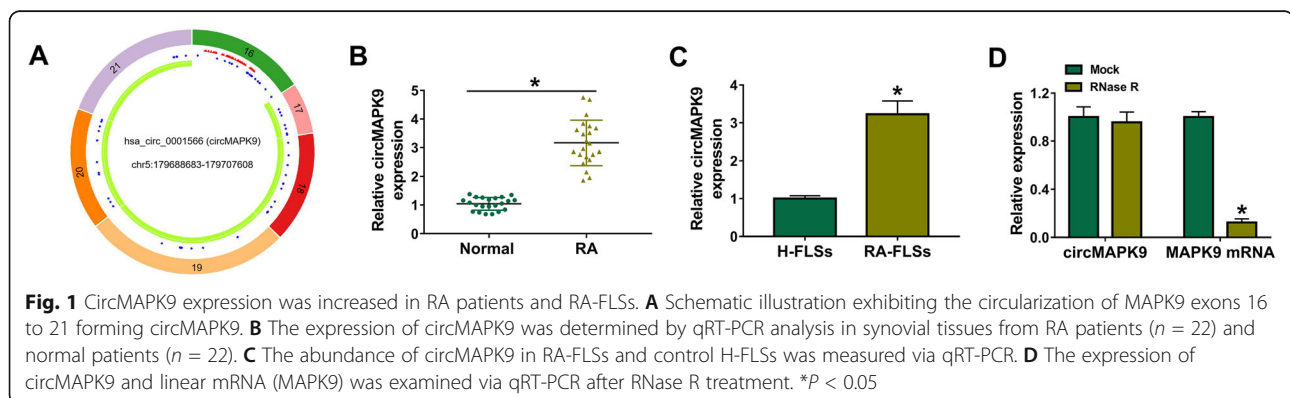 A
16
17
18
19
20
21
hsa_circ_0001566 (circMAPK9)
chr5:179688683-179707608
B
*
Relative circMAPK9
expression
5
4
3
2
1
0
Normal
RA
C
*
Relative circMAPK9
expression
4
3
2
1
0
H-FLSs
RA-FLSs
D
Mock
RNase R
Relative expression
1.2
0.8
0.4
0.0
*
circMAPK9
MAPK9 mRNA
Fig. 1 CircMAPK9 expression was increased in RA patients and RA-FLSs. A Schematic illustration exhibiting the circularization of MAPK9 exons 16
to 21 forming circMAPK9. B The expression of circMAPK9 was determined by qRT-PCR analysis in synovial tissues from RA patients (n = 22) and
normal patients (n = 22). C The abundance of circMAPK9 in RA-FLSs and control H-FLSs was measured via qRT-PCR. D The expression of
circMAPK9 and linear mRNA (MAPK9) was examined via qRT-PCR after RNase R treatment. *P < 0.05